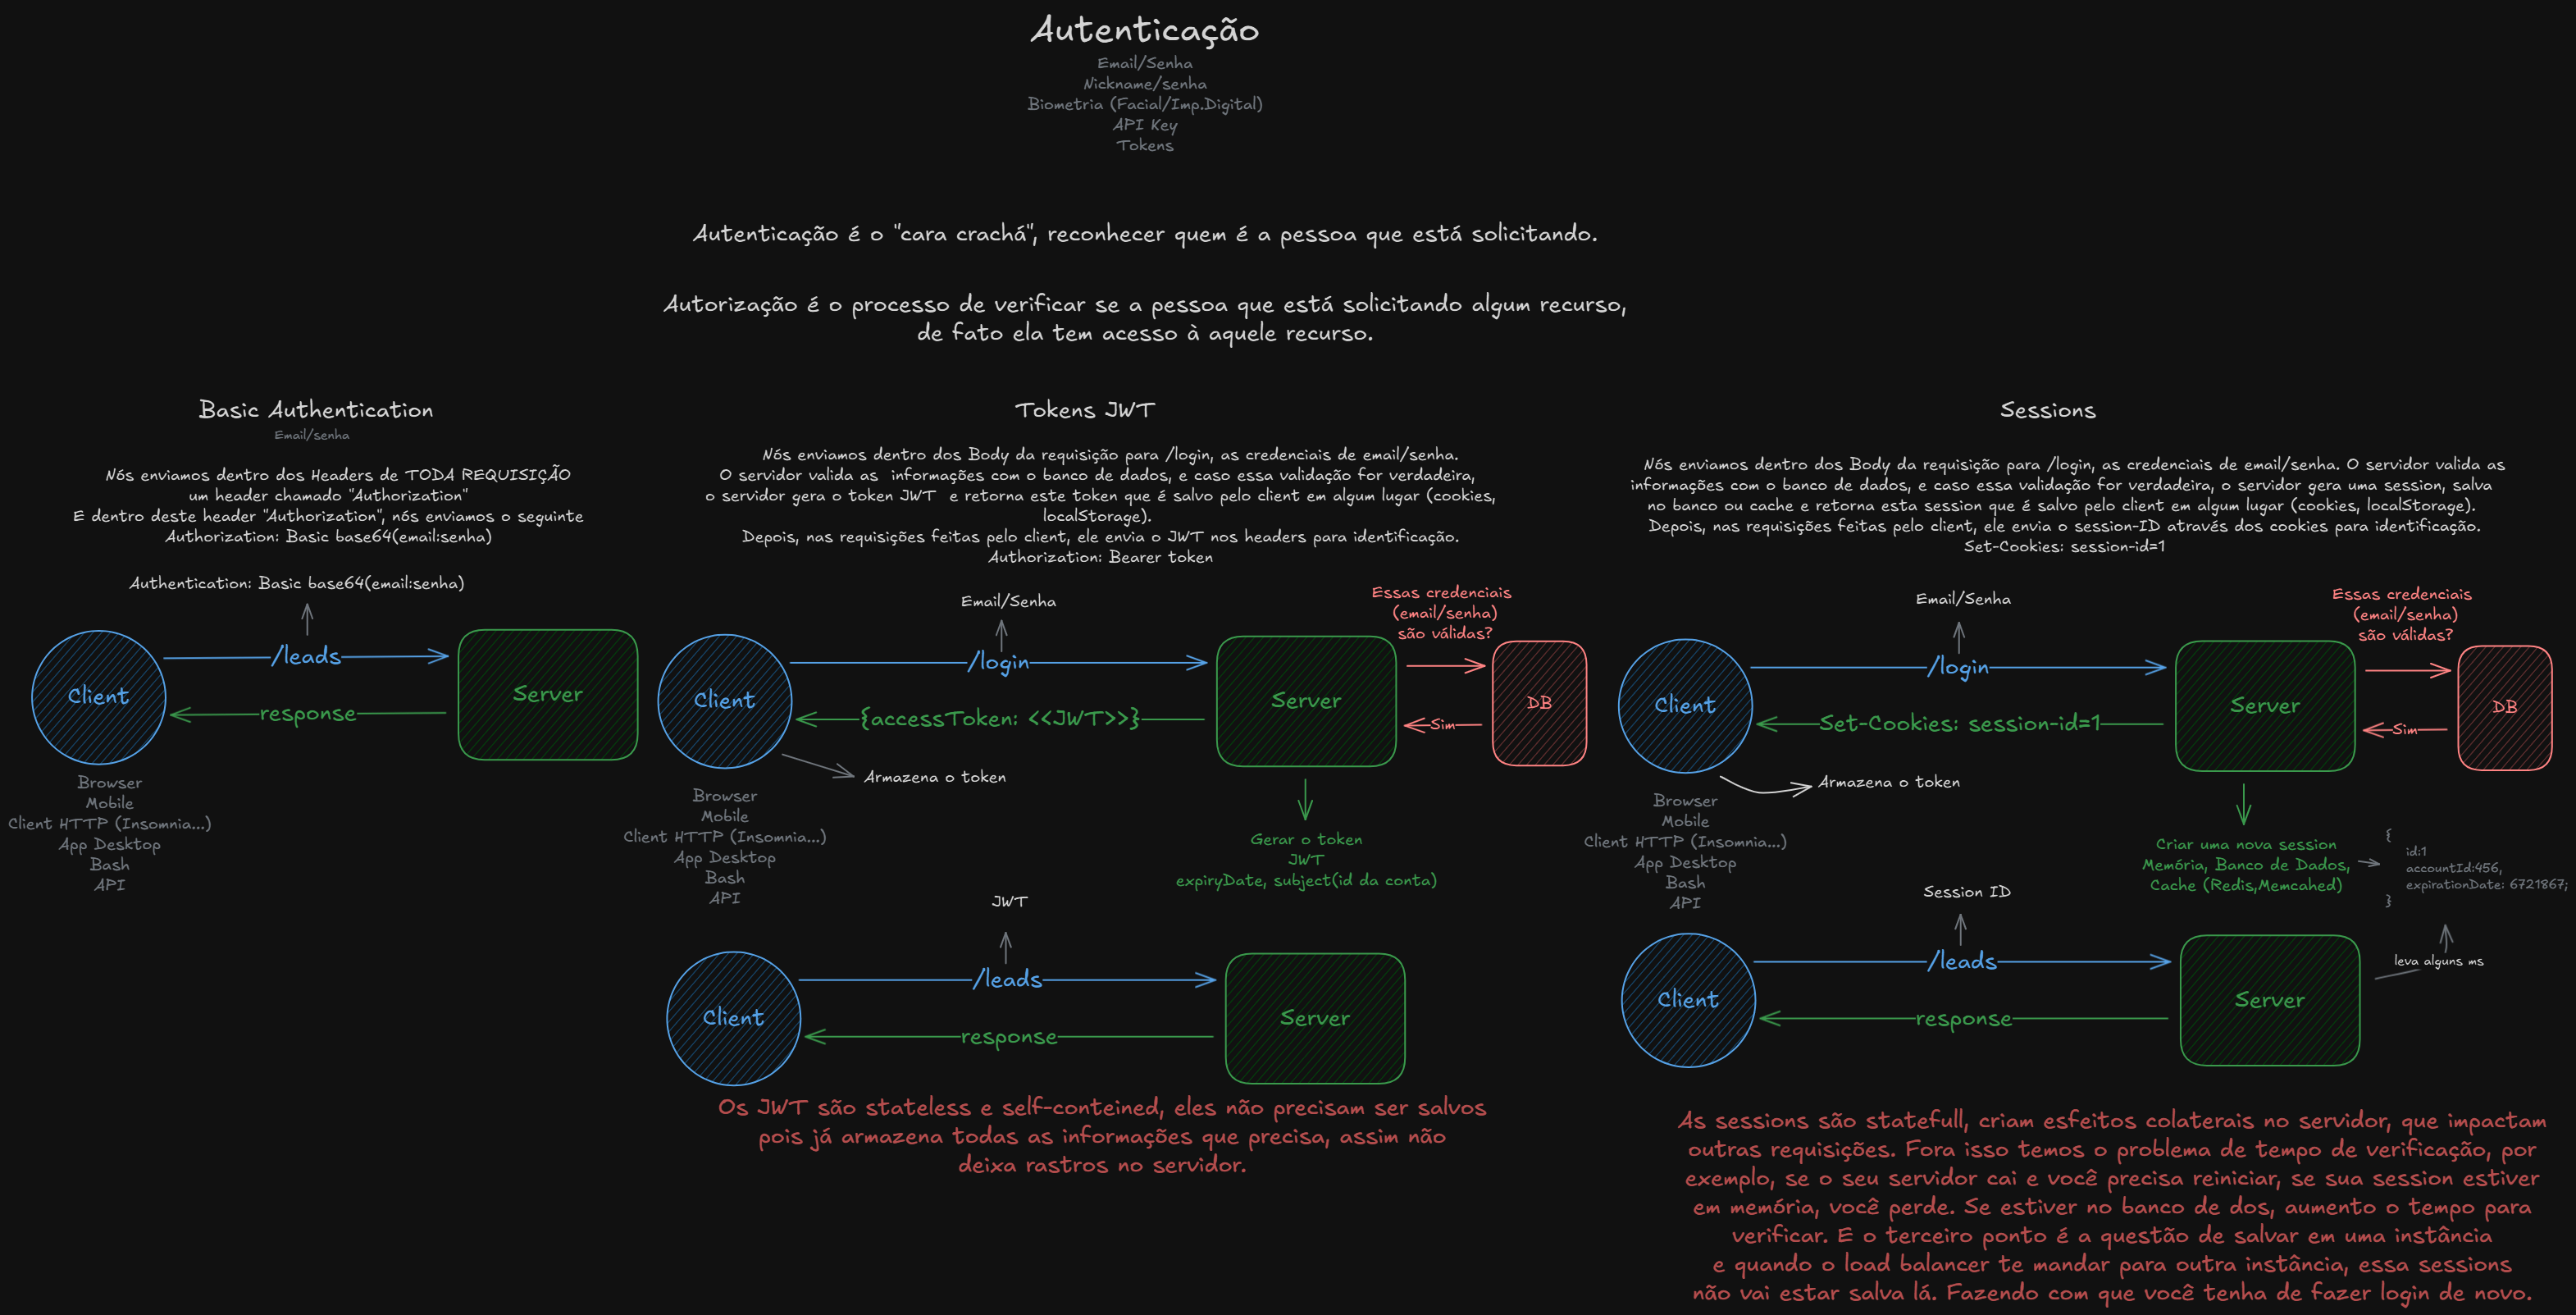 Autenticação
Email/Senha
Nickname/senha
Biometria (Facial/Imp.Digital)
API Key
Tokens
Autenticação é o "cara crachá", reconhecer quem é a pessoa que está solicitando.
Autorização é o processo de verificar se a pessoa que está solicitando algum recurso,
de fato ela tem acesso à aquele recurso.
Basic Authentication
Email/senha
Nós enviamos dentro dos Headers de TODA REQUISIÇÃO
um header chamado "Authorization"
E dentro deste header "Authorization", nós enviamos o seguinte
Authorization: Basic base64(email:senha)
Authentication: Basic base64(email:senha)
Client
/leads
response
Server
Browser
Mobile
Client HTTP (Insomnia...)
App Desktop
Bash
API
Tokens JWT
Nós enviamos dentro dos Body da requisição para /login, as credenciais de email/senha.
O servidor valida as  informações com o banco de dados, e caso essa validação for verdadeira,
o servidor gera o token JWT  e retorna este token que é salvo pelo client em algum lugar (cookies,
localStorage).
Depois, nas requisições feitas pelo client, ele envia o JWT nos headers para identificação.
Authorization: Bearer token
Email/Senha
Essas credenciais
(email/senha)
são válidas?
Client
/login
{accessToken: <<JWT>>}
Server
DB
Sim
Armazena o token
Browser
Mobile
Client HTTP (Insomnia...)
App Desktop
Bash
API
Gerar o token
JWT
expiryDate, subject(id da conta)
JWT
Client
/leads
response
Server
Os JWT são stateless e self-conteined, eles não precisam ser salvos
pois já armazena todas as informações que precisa, assim não
deixa rastros no servidor.
Sessions
Nós enviamos dentro dos Body da requisição para /login, as credenciais de email/senha. O servidor valida as
informações com o banco de dados, e caso essa validação for verdadeira, o servidor gera uma session, salva
no banco ou cache e retorna esta session que é salvo pelo client em algum lugar (cookies, localStorage).
Depois, nas requisições feitas pelo client, ele envia o session-ID através dos cookies para identificação.
Set-Cookies: session-id=1
Email/Senha
Essas credenciais
(email/senha)
são válidas?
Client
/login
Set-Cookies: session-id=1
Server
DB
Sim
Armazena o token
Browser
Mobile
Client HTTP (Insomnia...)
App Desktop
Bash
API
Criar uma nova session
Memória, Banco de Dados,
Cache (Redis,Memcahed)
{
id:1
accountId:456,
expirationDate: 6721867;
}
Session ID
Client
/leads
response
Server
leva alguns ms
As sessions são statefull, criam esfeitos colaterais no servidor, que impactam
outras requisições. Fora isso temos o problema de tempo de verificação, por
exemplo, se o seu servidor cai e você precisa reiniciar, se sua session estiver
em memória, você perde. Se estiver no banco de dos, aumento o tempo para
verificar. E o terceiro ponto é a questão de salvar em uma instância
e quando o load balancer te mandar para outra instância, essa sessions
não vai estar salva lá. Fazendo com que você tenha de fazer login de novo.